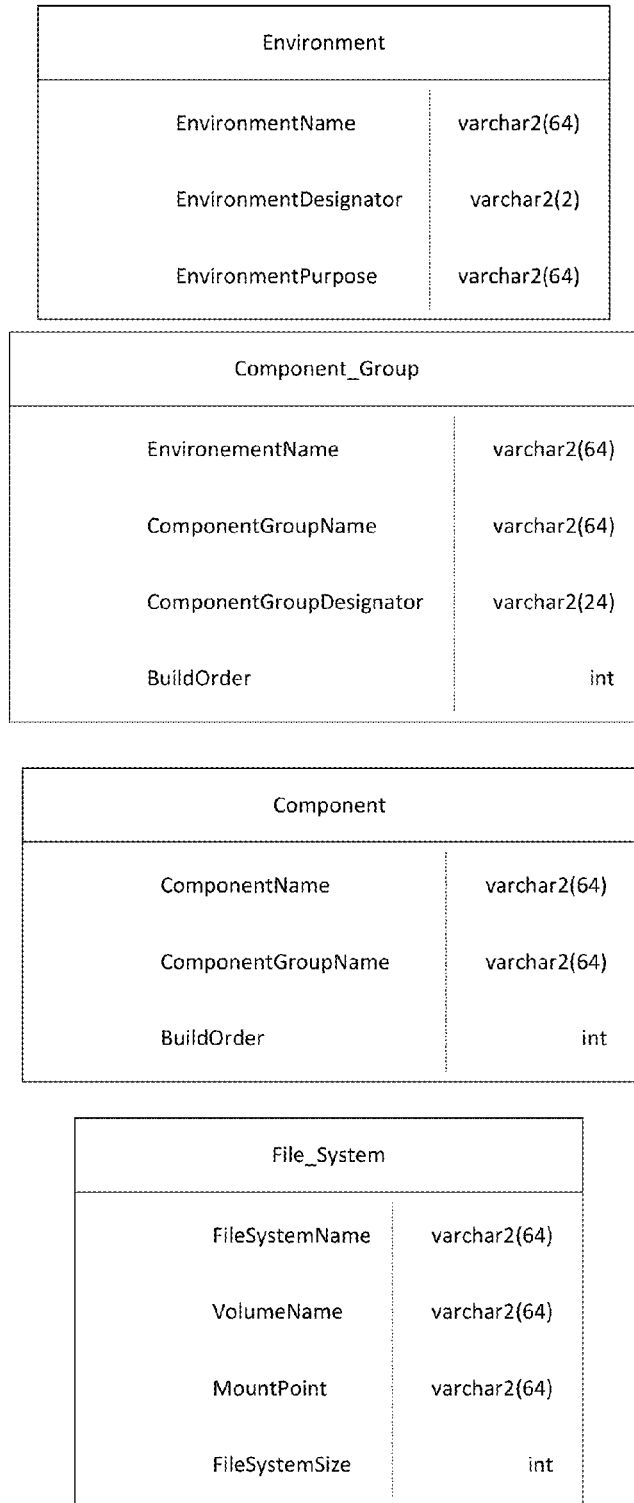 Environment
EnvironmentName varchar2(64)
EnvironmentDesignator varchar2(2)
EnvironmentPurpose varchar2(64)
Component_Group
EnvironementName varchar2(64)
ComponentGroupName varchar2(64)
ComponentGroupDesignator varchar2(24)
BuildOrder int
Component
ComponentName varchar2(64)
ComponentGroupName varchar2(64)
BuildOrder int
File_System
FileSystemName varchar2(64)
VolumeName varchar2(64)
MountPoint varchar2(64)
FileSystemSize int